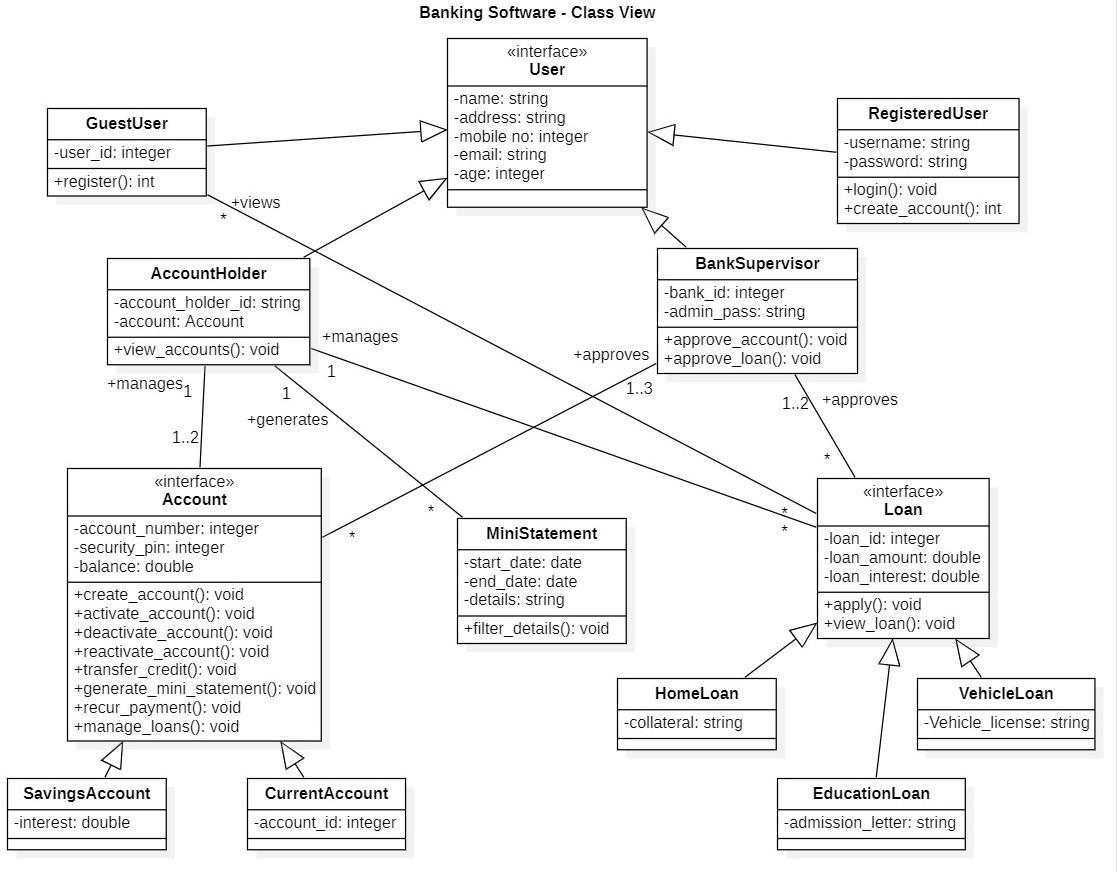 Banking Software - Class View
«interface»
User
-name: string
-address: string
-mobile no: integer
-email: string
-age: integer
GuestUser
-user_id: integer
+register(): int
RegisteredUser
-username: string
-password: string
+login(): void
+create_account(): int
+views
*
AccountHolder
-account_holder_id: string
-account: Account
+view_accounts(): void
BankSupervisor
-bank_id: integer
-admin_pass: string
+approve_account(): void
+approve_loan(): void
+manages
1
+approves
1..3
+manages
1
1
+generates
1..2
+approves
1..2
*
*
*
*
*
«interface»
Account
-account_number: integer
-security_pin: integer
-balance: double
+create_account(): void
+activate_account(): void
+deactivate_account(): void
+reactivate_account(): void
+transfer_credit(): void
+generate_mini_statement(): void
+recur_payment(): void
+manage_loans(): void
MiniStatement
-start_date: date
-end_date: date
-details: string
+filter_details(): void
«interface»
Loan
-loan_id: integer
-loan_amount: double
-loan_interest: double
+apply(): void
+view_loan(): void
HomeLoan
-collateral: string
VehicleLoan
-Vehicle_license: string
SavingsAccount
-interest: double
CurrentAccount
-account_id: integer
EducationLoan
-admission_letter: string